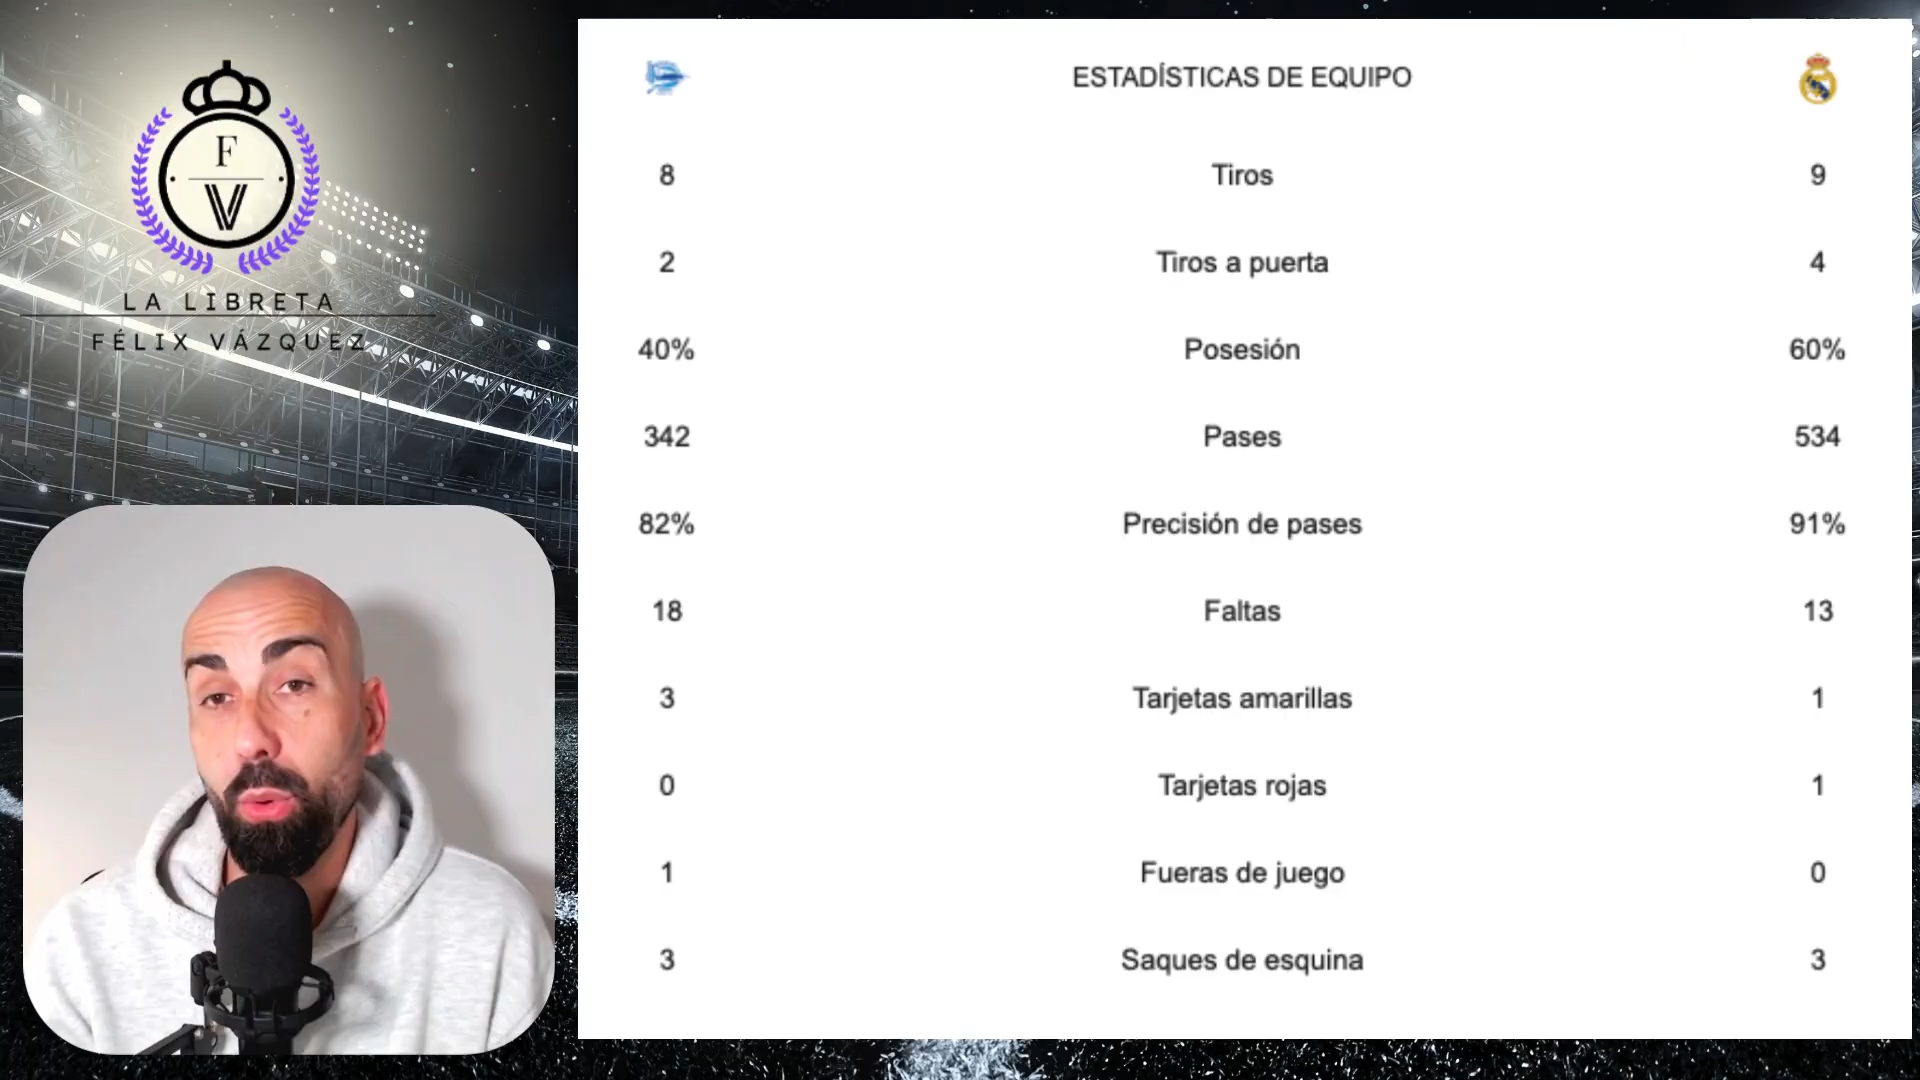 F
V
LA LIBRETA
FÉLIX VÁZQUEZ
ESTADÍSTICAS DE EQUIPO
8 Tiros 9
2 Tiros a puerta 4
40% Posesión 60%
342 Pases 534
82% Precisión de pases 91%
18 Faltas 13
3 Tarjetas amarillas 1
0 Tarjetas rojas 1
1 Fueras de juego 0
3 Saques de esquina 3